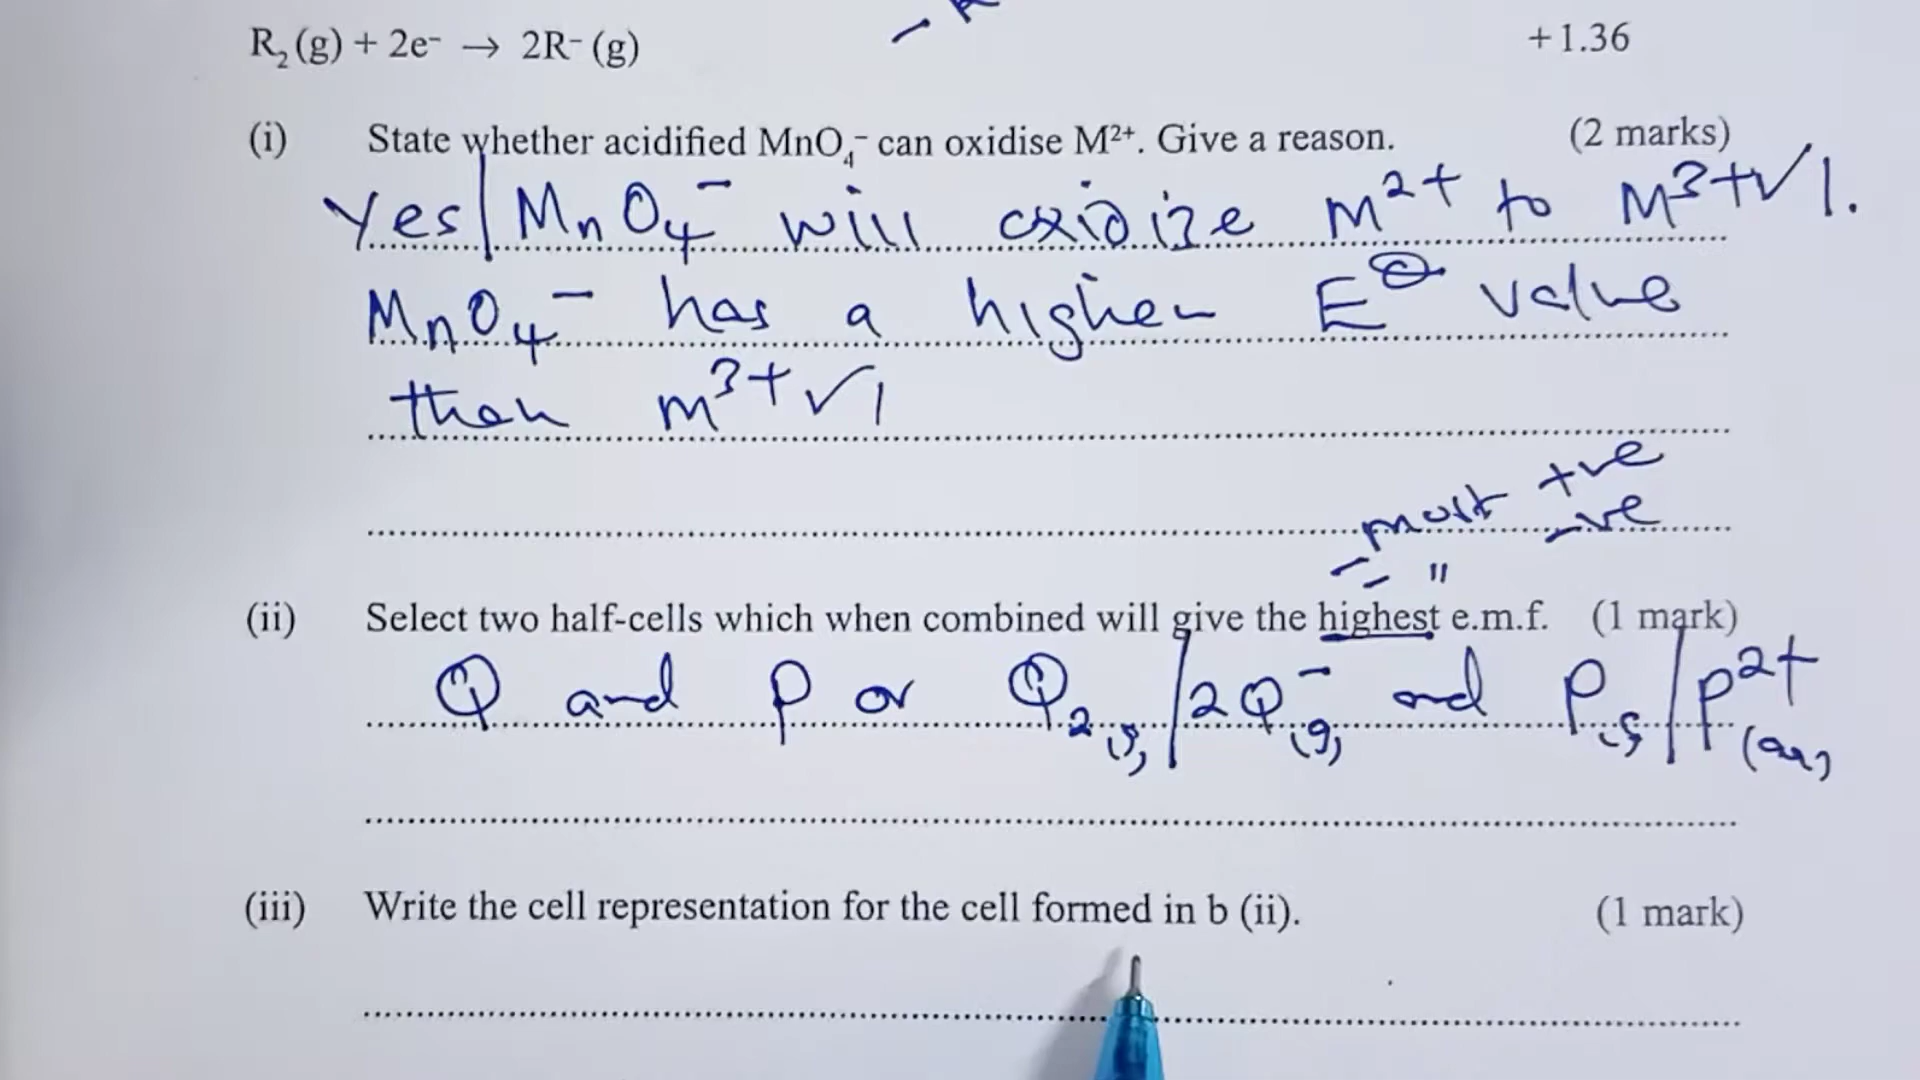 R₂(g) + 2e⁻ → 2R⁻(g) +1.36
(i) State whether acidified MnO₄⁻ can oxidise M²⁺. Give a reason. (2 marks)
Yes/MnO₄⁻ will oxidize M²⁺ to M³⁺✓1.
MnO₄⁻ has a higher E^⊖ value
than M³⁺✓1
- most +ve
- " -ve
(ii) Select two half-cells which when combined will give the highest e.m.f. (1 mark)
Q and P or Q₂(g)/2Q⁻(g) and P(s)/P²⁺(aq)
(iii) Write the cell representation for the cell formed in b (ii). (1 mark)